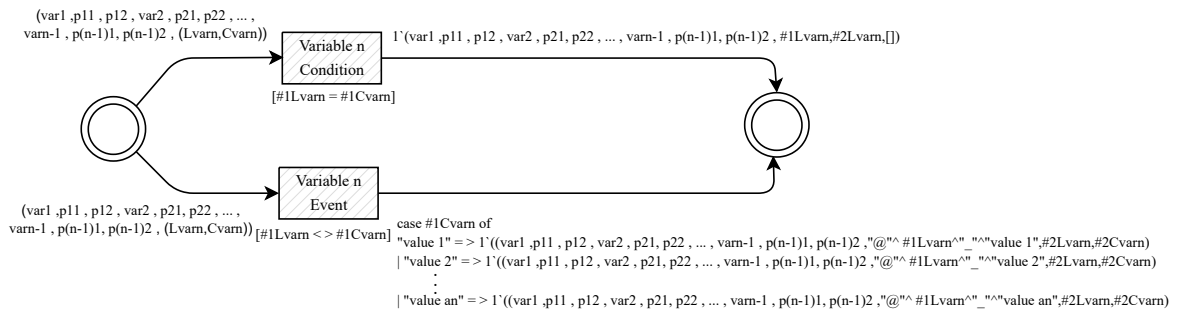 (var1 ,p11 , p12 , var2 , p21, p22 , ... ,
varn-1 , p(n-1)1, p(n-1)2 , (Lvarn,Cvarn))
Variable n
Condition
[#1Lvarn = #1Cvarn]
1`(var1 ,p11 , p12 , var2 , p21, p22 , ... , varn-1 , p(n-1)1, p(n-1)2 , #1Lvarn,#2Lvarn,[])
(var1 ,p11 , p12 , var2 , p21, p22 , ... ,
varn-1 , p(n-1)1, p(n-1)2 , (Lvarn,Cvarn))
Variable n
Event
[#1Lvarn < > #1Cvarn]
case #1Cvarn of
"value 1" = > 1`((var1 ,p11 , p12 , var2 , p21, p22 , ... , varn-1 , p(n-1)1, p(n-1)2 ,"@"^ #1Lvarn^"_"^"value 1",#2Lvarn,#2Cvarn)
| "value 2" = > 1`((var1 ,p11 , p12 , var2 , p21, p22 , ... , varn-1 , p(n-1)1, p(n-1)2 ,"@"^ #1Lvarn^"_"^"value 2",#2Lvarn,#2Cvarn)
| "value an" = > 1`((var1 ,p11 , p12 , var2 , p21, p22 , ... , varn-1 , p(n-1)1, p(n-1)2 ,"@"^ #1Lvarn^"_"^"value an",#2Lvarn,#2Cvarn)